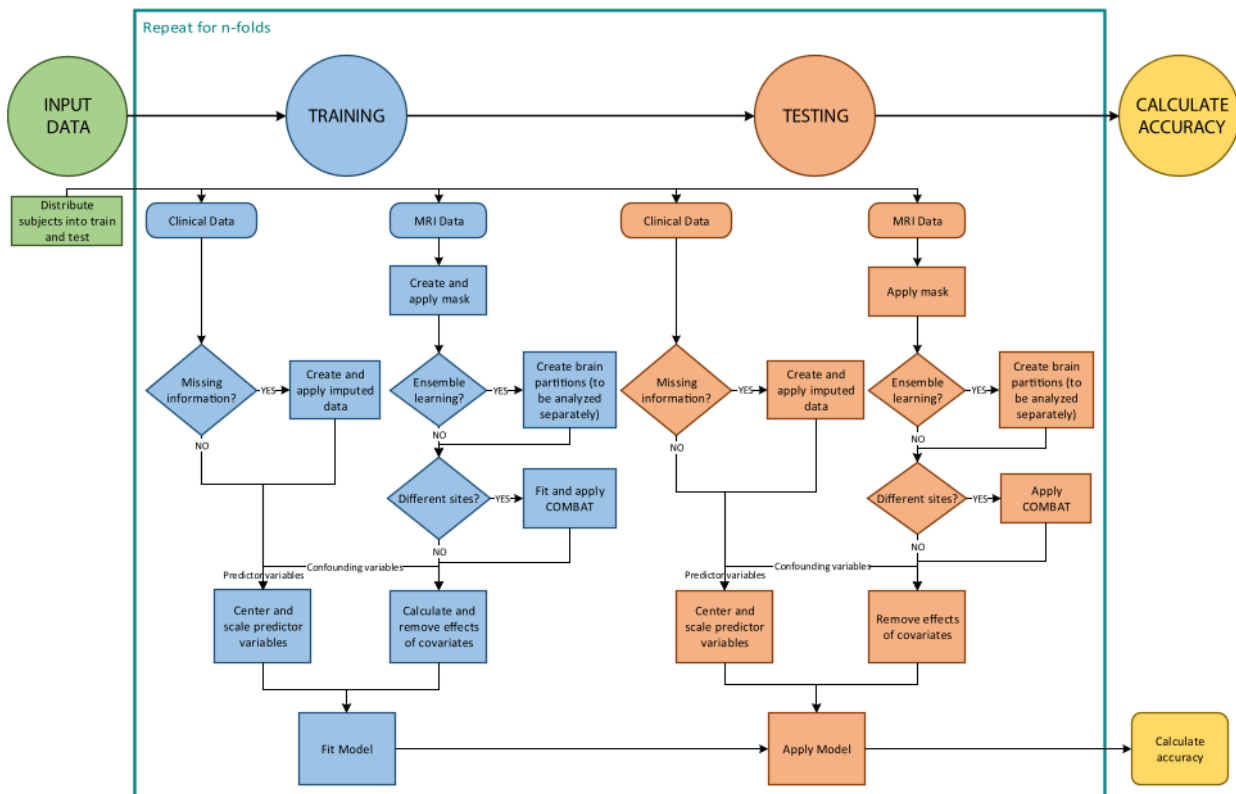 Repeat for n-folds
INPUT
DATA
TRAINING
TESTING
CALCULATE
ACCURACY
Distribute
subjects into train
and test
Clinical Data
MRI Data
Clinical Data
MRI Data
Create and
apply mask
Apply mask
Missing
information?
YES
Create and
apply imputed
data
NO
Ensemble
learning?
YES
Create brain
partitions (to
be analyzed
separately)
NO
Missing
information?
YES
Create and
apply imputed
data
NO
Ensemble
learning?
YES
Create brain
partitions (to
be analyzed
separately)
NO
Different sites?
YES
Fit and apply
COMBAT
NO
Different sites?
YES
Apply
COMBAT
NO
Predictor variables
Confounding variables
Predictor variables
Confounding variables
Center and
scale predictor
variables
Calculate and
remove effects
of covariates
Center and
scale predictor
variables
Remove effects
of covariates
Fit Model
Apply Model
Calculate
accuracy